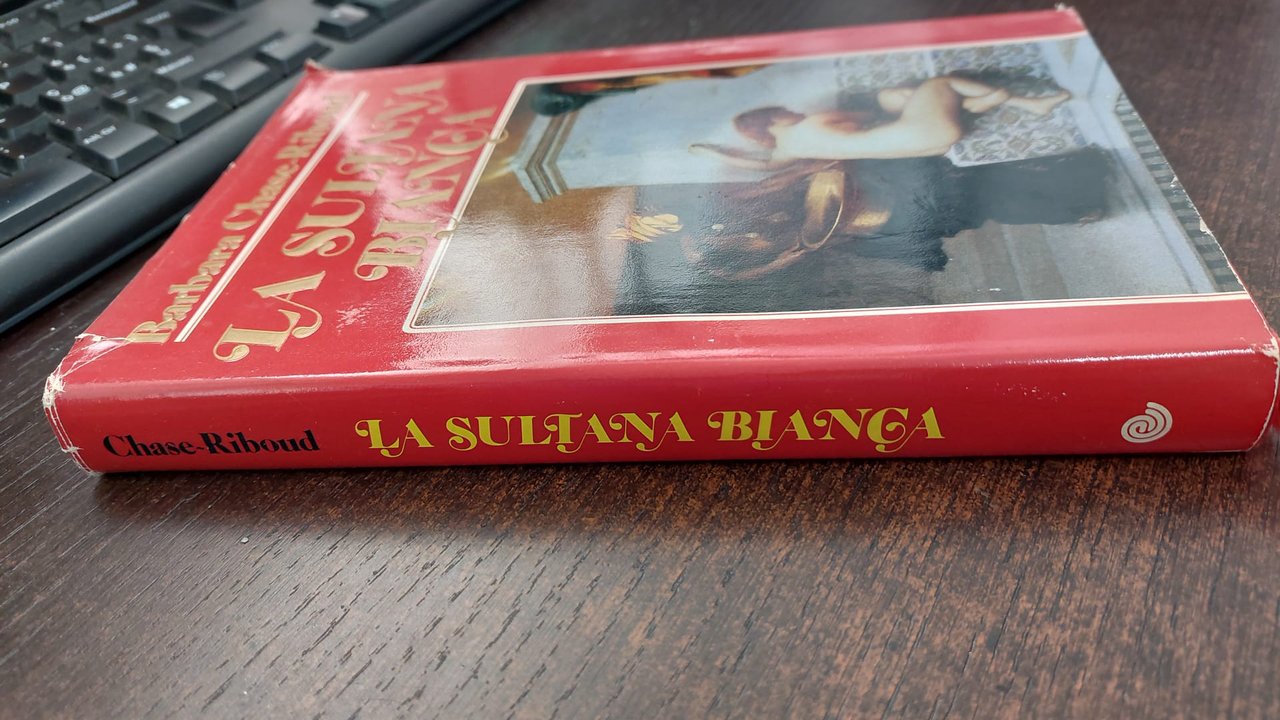 Barbara Chase-Riboud
LA SULTANA
BIANCA
Chase-Riboud LA SULTANA BIANCA